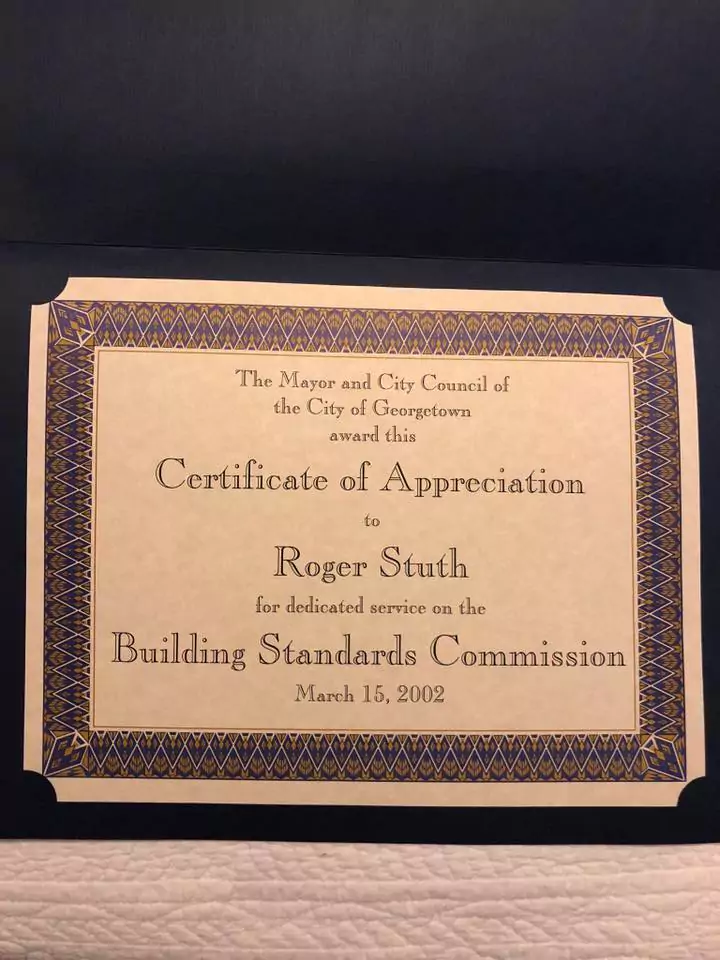 The Mayor and City Council of
the City of Georgetown
award this
Certificate of Appreciation
to
Roger Stuth
for dedicated service on the
Building Standards Commission
March 15, 2002